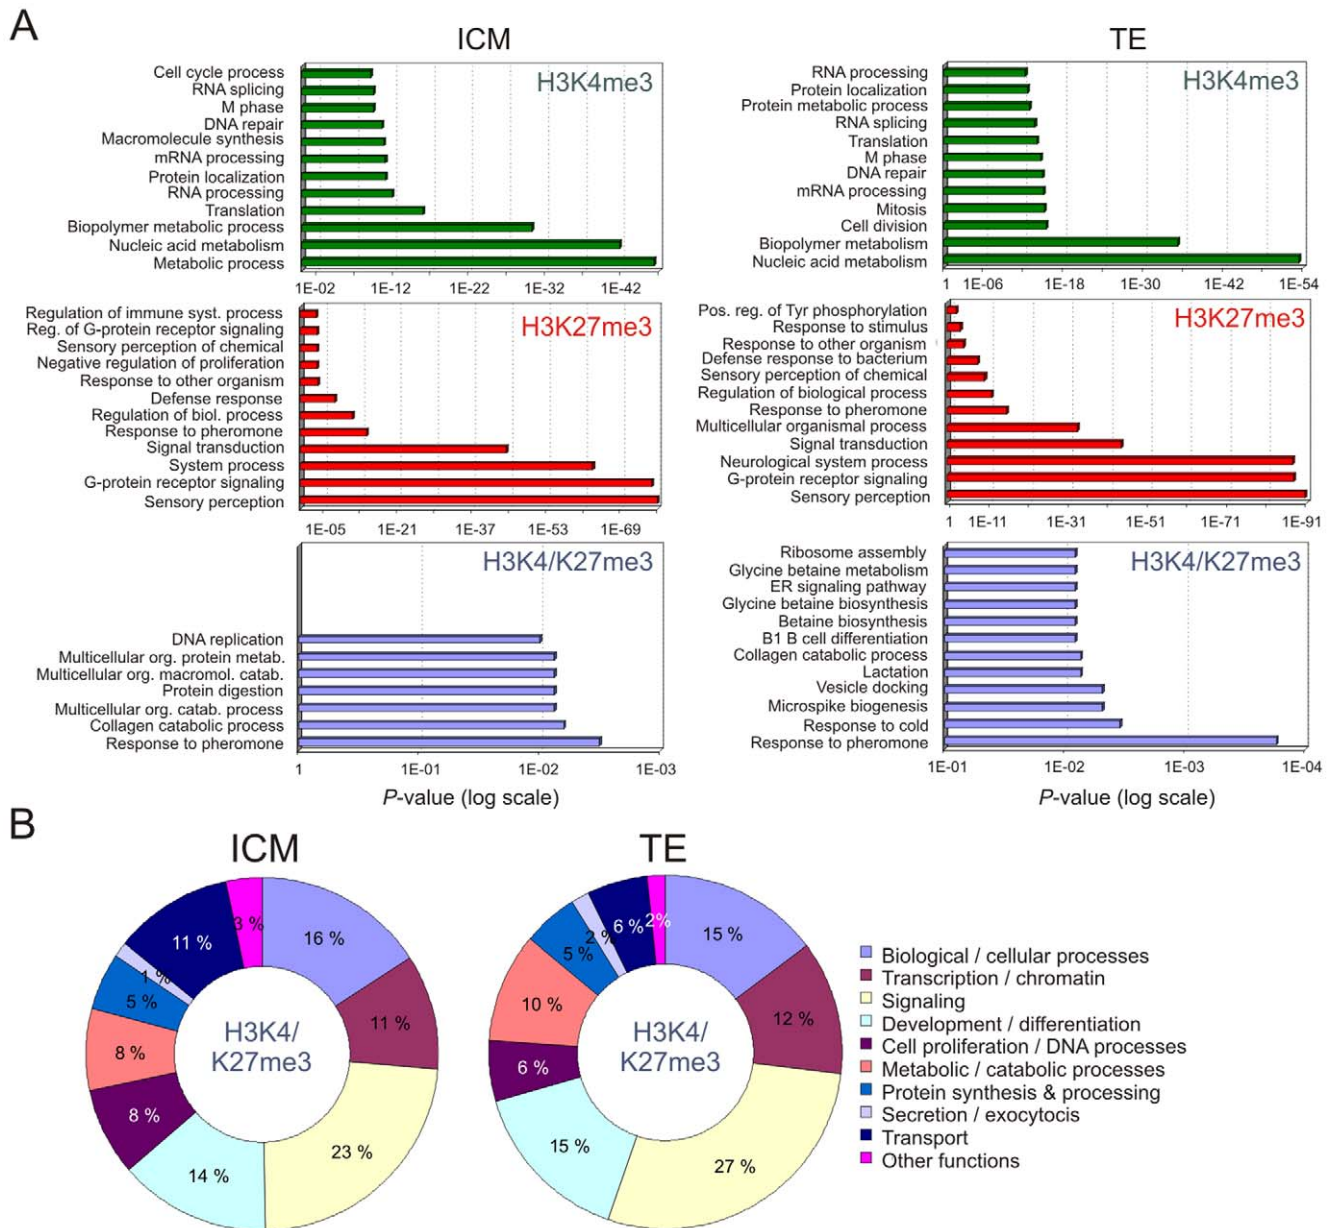 A
ICM
TE
H3K4me3
Cell cycle process
RNA splicing
M phase
DNA repair
Macromolecule synthesis
mRNA processing
Protein localization
RNA processing
Translation
Biopolymer metabolic process
Nucleic acid metabolism
Metabolic process
1E-02 1E-12 1E-22 1E-32 1E-42
H3K4me3
RNA processing
Protein localization
Protein metabolic process
RNA splicing
Translation
M phase
DNA repair
mRNA processing
Mitosis
Cell division
Biopolymer metabolism
Nucleic acid metabolism
1 1E-06 1E-18 1E-30 1E-42 1E-54
H3K27me3
Regulation of immune syst. process
Reg. of G-protein receptor signaling
Sensory perception of chemical
Negative regulation of proliferation
Response to other organism
Defense response
Regulation of biol. process
Response to pheromone
Signal transduction
System process
G-protein receptor signaling
Sensory perception
1E-05 1E-21 1E-37 1E-53 1E-69
H3K27me3
Pos. reg. of Tyr phosphorylation
Response to stimulus
Response to other organism
Defense response to bacterium
Sensory perception of chemical
Regulation of biological process
Response to pheromone
Multicellular organismal process
Signal transduction
Neurological system process
G-protein receptor signaling
Sensory perception
1 1E-11 1E-31 1E-51 1E-71 1E-91
H3K4/K27me3
DNA replication
Multicellular org. protein metab.
Multicellular org. macromol. catab.
Protein digestion
Multicellular org. catab. process
Collagen catabolic process
Response to pheromone
1 1E-01 1E-02 1E-03
P-value (log scale)
H3K4/K27me3
Ribosome assembly
Glycine betaine metabolism
ER signaling pathway
Glycine betaine biosynthesis
Betaine biosynthesis
B1 B cell differentiation
Collagen catabolic process
Lactation
Vesicle docking
Microspike biogenesis
Response to cold
Response to pheromone
1E-01 1E-02 1E-03 1E-04
P-value (log scale)
B
ICM
H3K4/
K27me3
16 %
11 %
23 %
14 %
8 %
8 %
5 %
1 %
11 %
3 %
TE
H3K4/
K27me3
15 %
12 %
27 %
15 %
6 %
10 %
5 %
2 %
6 %
2%
Biological / cellular processes
Transcription / chromatin
Signaling
Development / differentiation
Cell proliferation / DNA processes
Metabolic / catabolic processes
Protein synthesis & processing
Secretion / exocytocis
Transport
Other functions